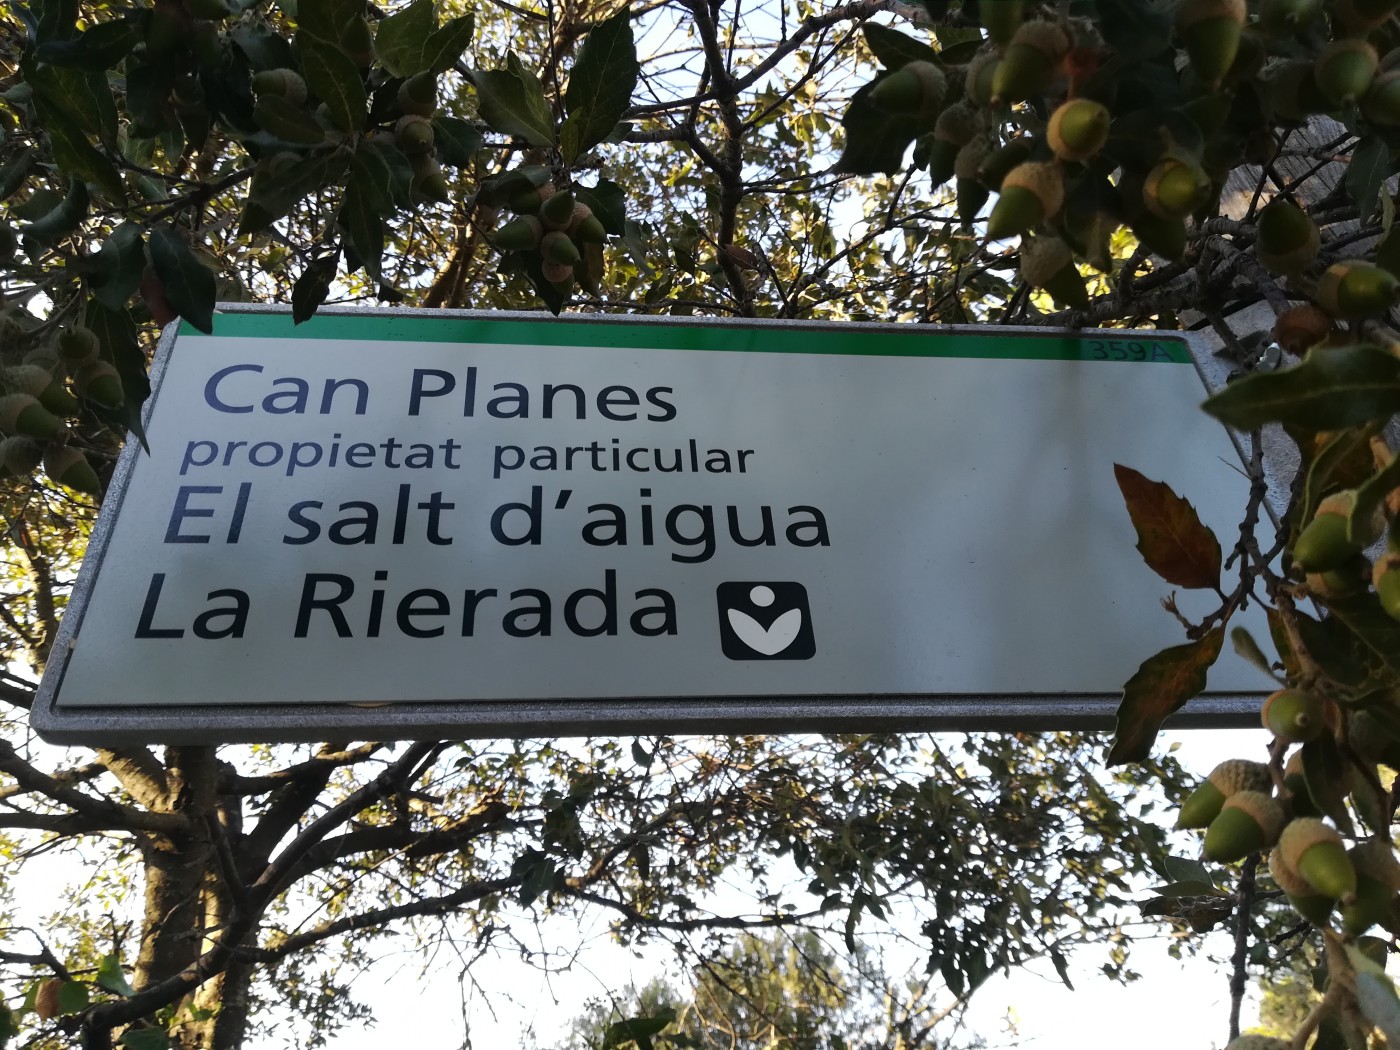 359A
Can Planes
propietat particular
El salt d'aigua
La Rierada